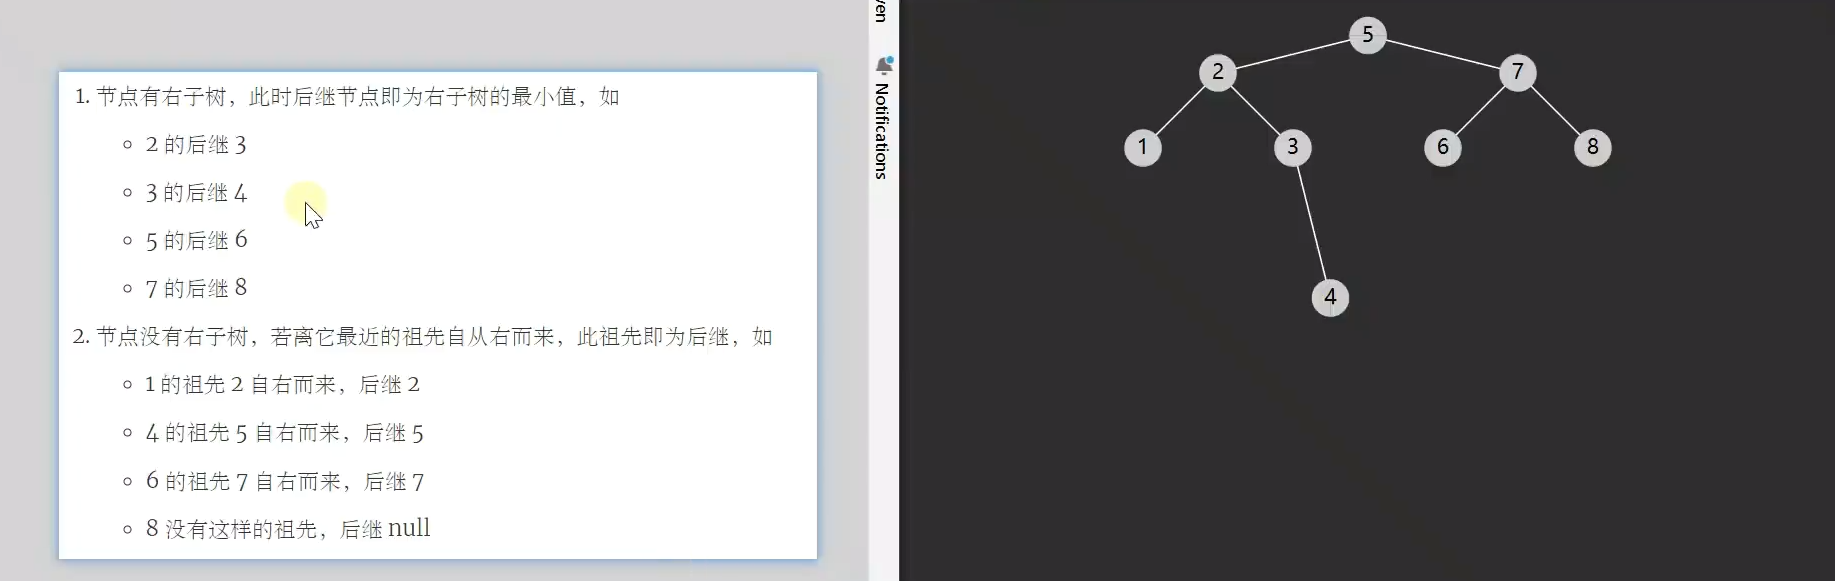 1. 节点有右子树，此时后继节点即为右子树的最小值，如
2 的后继 3
3 的后继 4
5 的后继 6
7 的后继 8
2. 节点没有右子树，若离它最近的祖先自从右而来，此祖先即为后继，如
1 的祖先 2 自右而来，后继 2
4 的祖先 5 自右而来，后继 5
6 的祖先 7 自右而来，后继 7
8 没有这样的祖先，后继 null
ven
Notifications
5
2 7
1 3 6 8
4